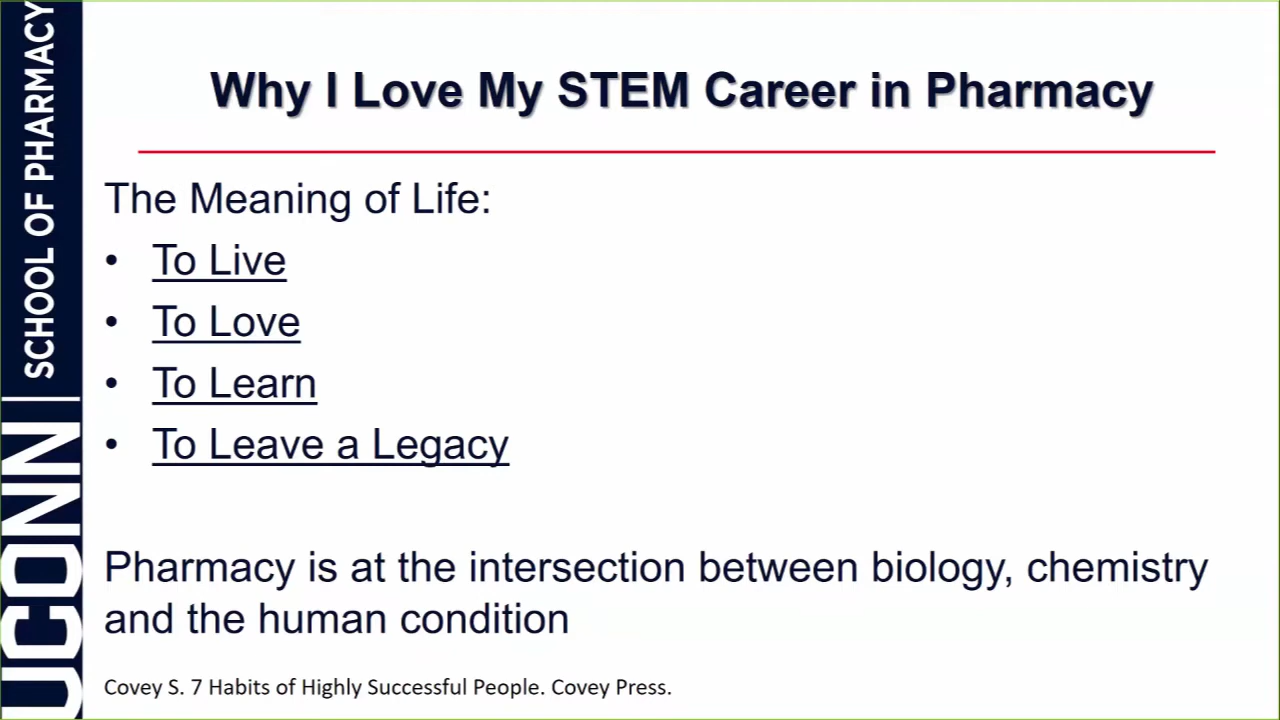 Why I Love My STEM Career in Pharmacy
The Meaning of Life:
• To Live
• To Love
• To Learn
• To Leave a Legacy
Pharmacy is at the intersection between biology, chemistry
and the human condition
Covey S. 7 Habits of Highly Successful People. Covey Press.
UCONN | SCHOOL OF PHARMACY